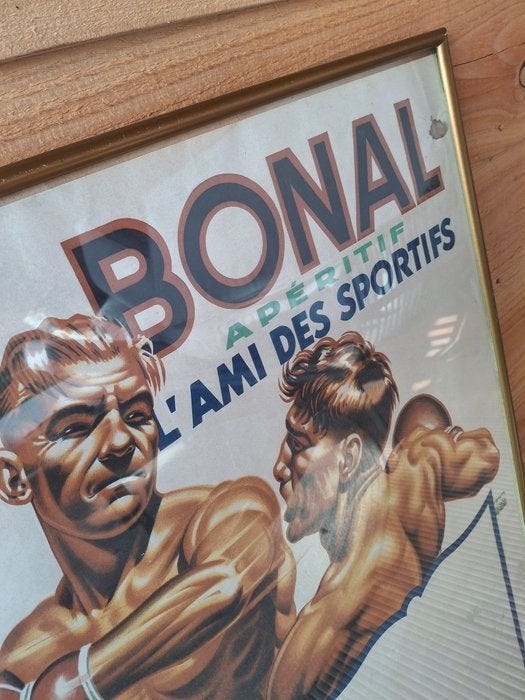 BONAL
APÉRITIF
L'AMI DES SPORTIFS